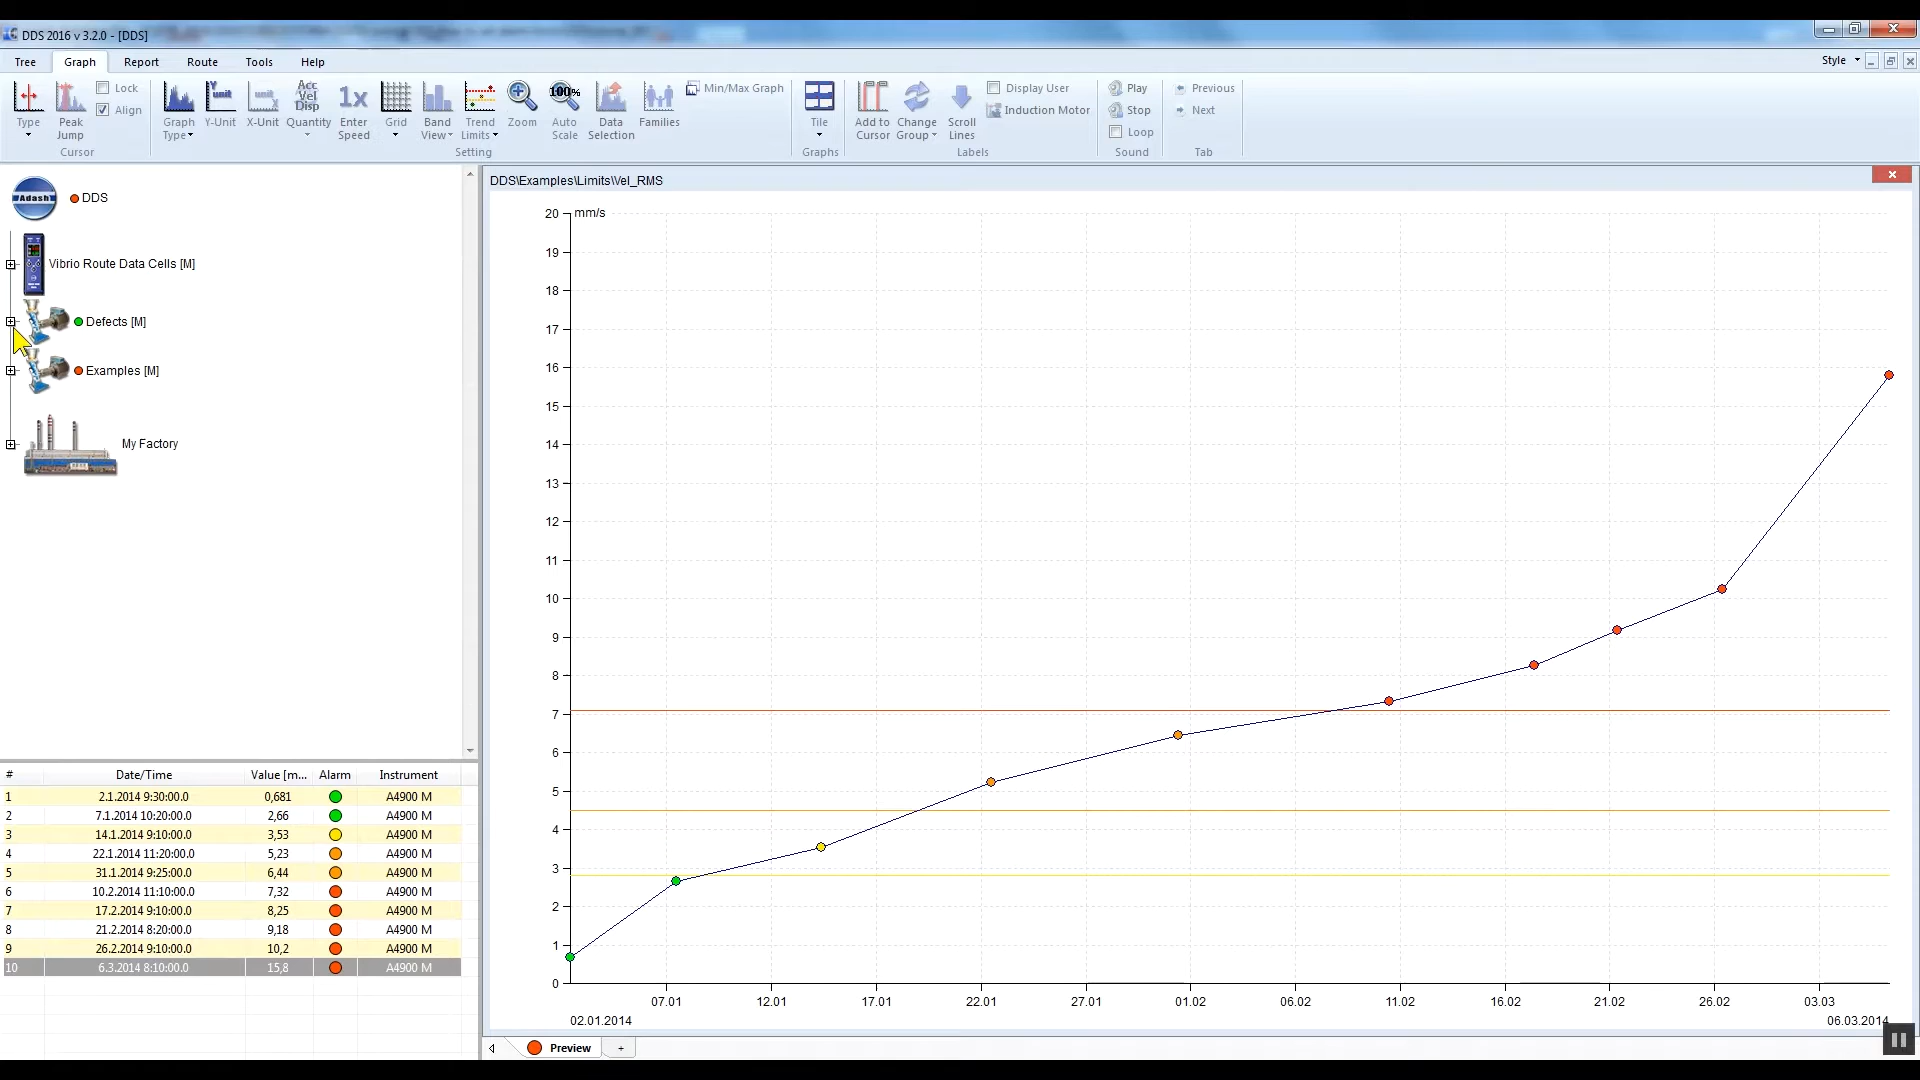 DDS 2016 v 3.2.0 - [DDS]
Tree Graph Report Route Tools Help Style
Type
Peak Jump
Lock
Align
Cursor
Graph Type
Y unit
Y-Unit
X-Unit
Acc Vel Disp
Quantity
1x
Enter Speed
Grid
Band View
Trend Limits
Zoom
100%
Auto Scale
Data Selection
Families
Min/Max Graph
Setting
Tile
Graphs
Add to Cursor
Change Group
Scroll Lines
Display User
Induction Motor
Labels
Play
Stop
Loop
Sound
Previous
Next
Tab
Adash
DDS
Vibrio Route Data Cells [M]
Defects [M]
Examples [M]
My Factory
# Date/Time Value [m... Alarm Instrument
1 2.1.2014 9:30:00.0 0,681 A4900 M
2 7.1.2014 10:20:00.0 2,66 A4900 M
3 14.1.2014 9:10:00.0 3,53 A4900 M
4 22.1.2014 11:20:00.0 5,23 A4900 M
5 31.1.2014 9:25:00.0 6,44 A4900 M
6 10.2.2014 11:10:00.0 7,32 A4900 M
7 17.2.2014 9:10:00.0 8,25 A4900 M
8 21.2.2014 8:20:00.0 9,18 A4900 M
9 26.2.2014 9:10:00.0 10,2 A4900 M
10 6.3.2014 8:10:00.0 15,8 A4900 M
DDS\Examples\Limits\Vel_RMS
20 mm/s
19
18
17
16
15
14
13
12
11
10
9
8
7
6
5
4
3
2
1
0
07.01 12.01 17.01 22.01 27.01 01.02 06.02 11.02 16.02 21.02 26.02 03.03
02.01.2014 06.03.2014
Preview +